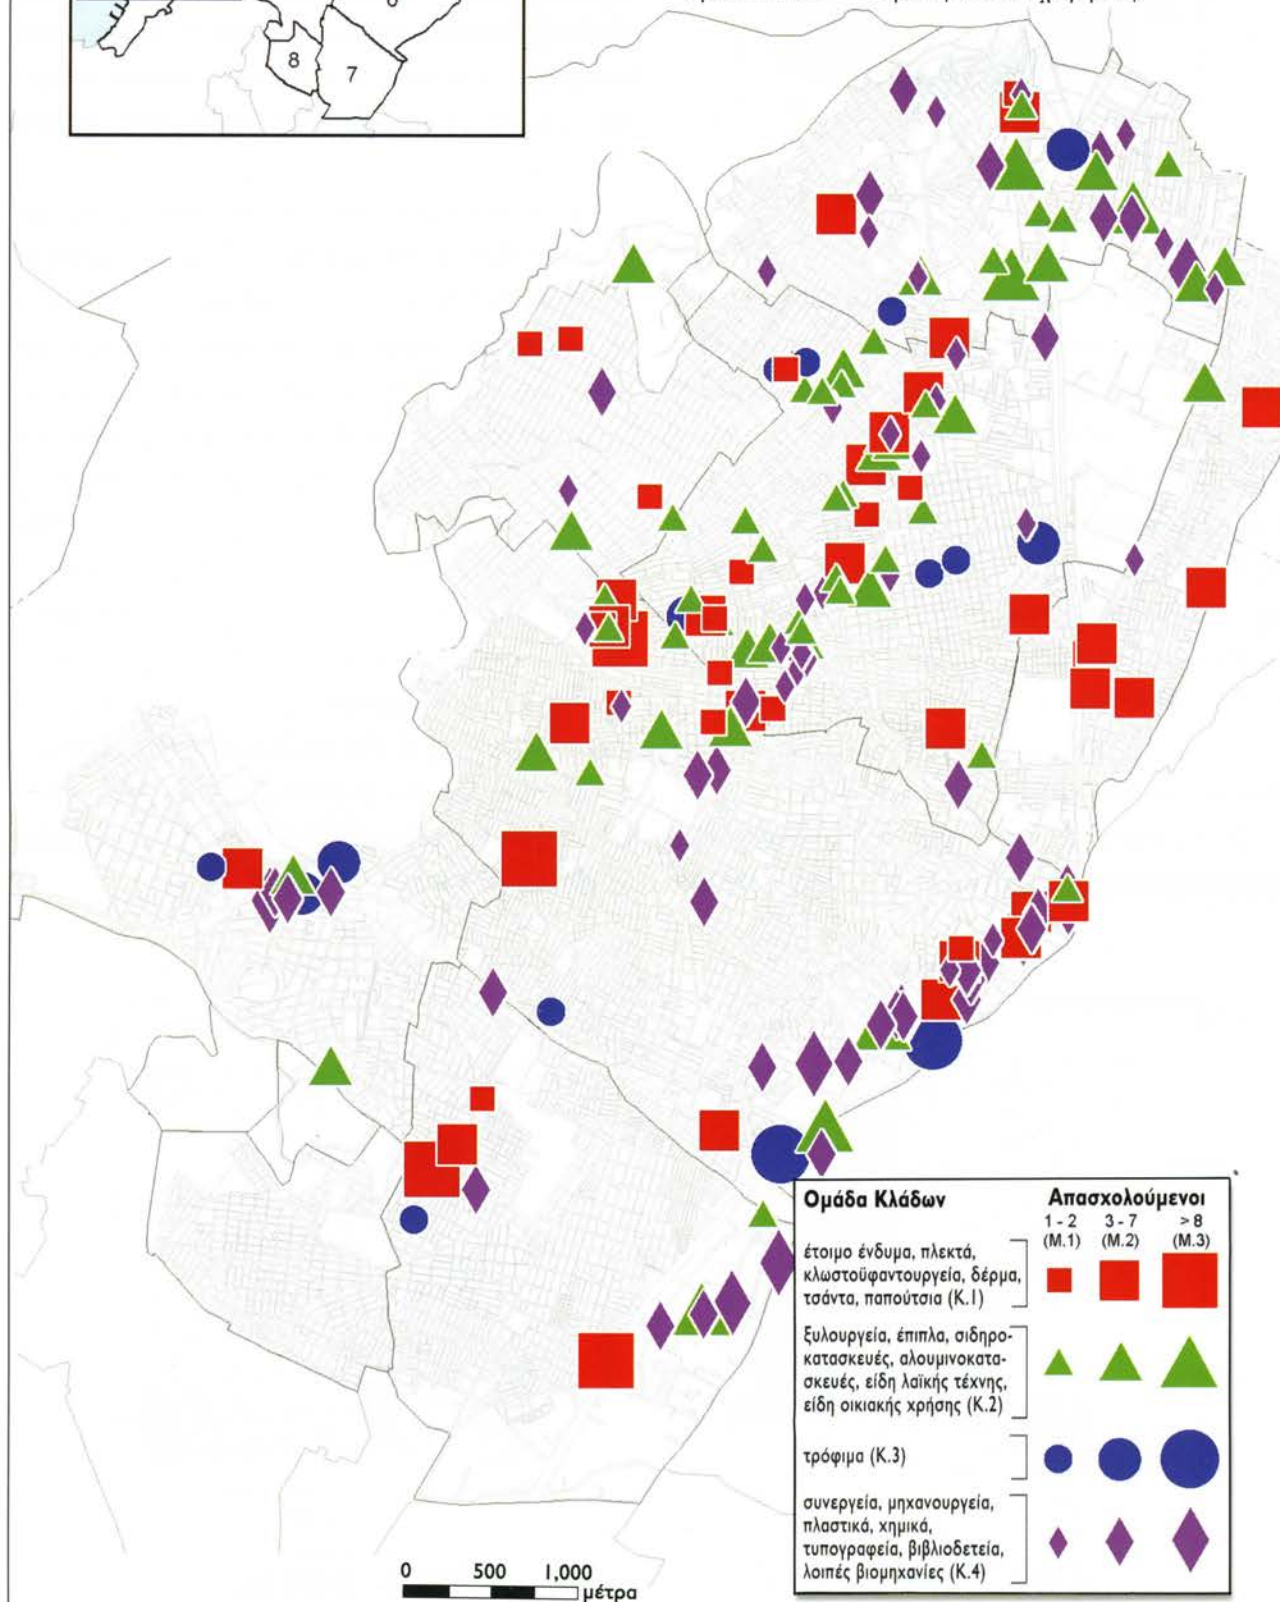 6
8
7
Ομάδα Κλάδων
Απασχολούμενοι
1 - 2 3 - 7 > 8
(Μ.1) (Μ.2) (Μ.3)
έτοιμο ένδυμα, πλεκτά,
κλωστοϋφαντουργεία, δέρμα,
τσάντα, παπούτσια (Κ.1)
ξυλουργεία, έπιπλα, σιδηρο-
κατασκευές, αλουμινοκατα-
σκευές, είδη λαϊκής τέχνης,
είδη οικιακής χρήσης (Κ.2)
τρόφιμα (Κ.3)
συνεργεία, μηχανουργεία,
πλαστικά, χημικά,
τυπογραφεία, βιβλιοδετεία,
λοιπές βιομηχανίες (Κ.4)
0 500 1,000
μέτρα